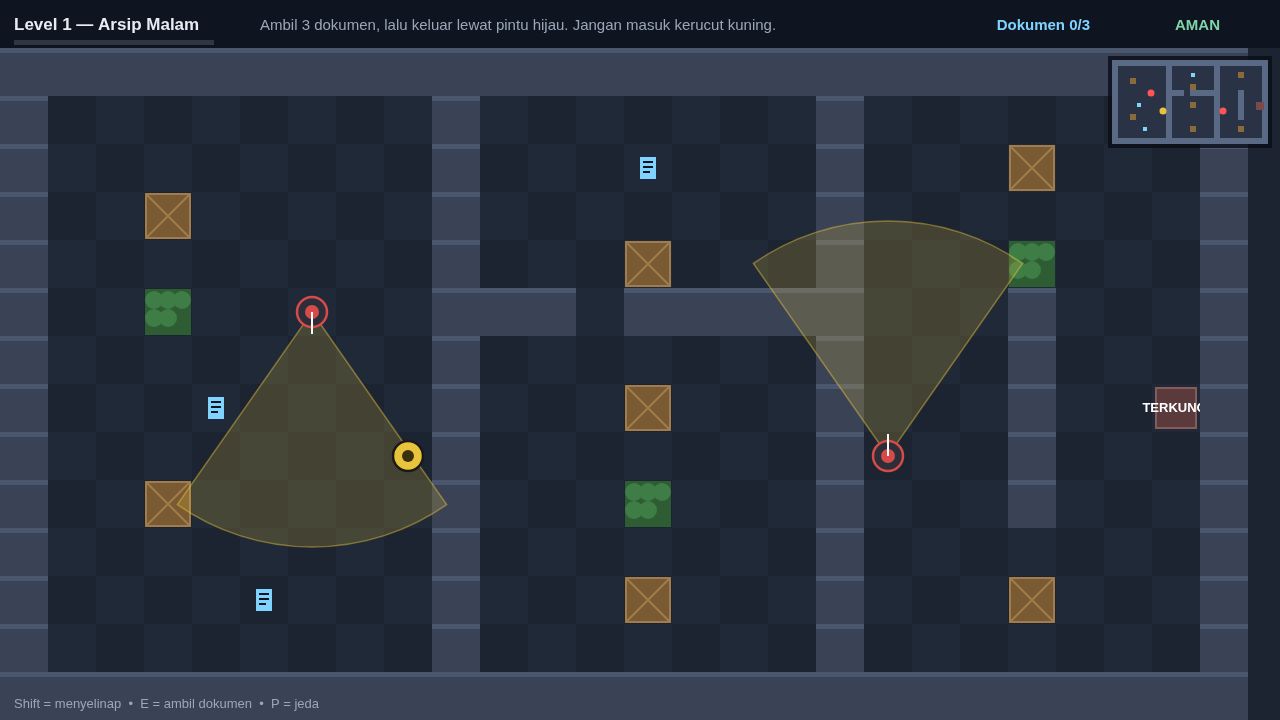 Level 1 — Arsip Malam
Ambil 3 dokumen, lalu keluar lewat pintu hijau. Jangan masuk kerucut kuning.
Dokumen 0/3
AMAN
TERKUNC
Shift = menyelinap • E = ambil dokumen • P = jeda